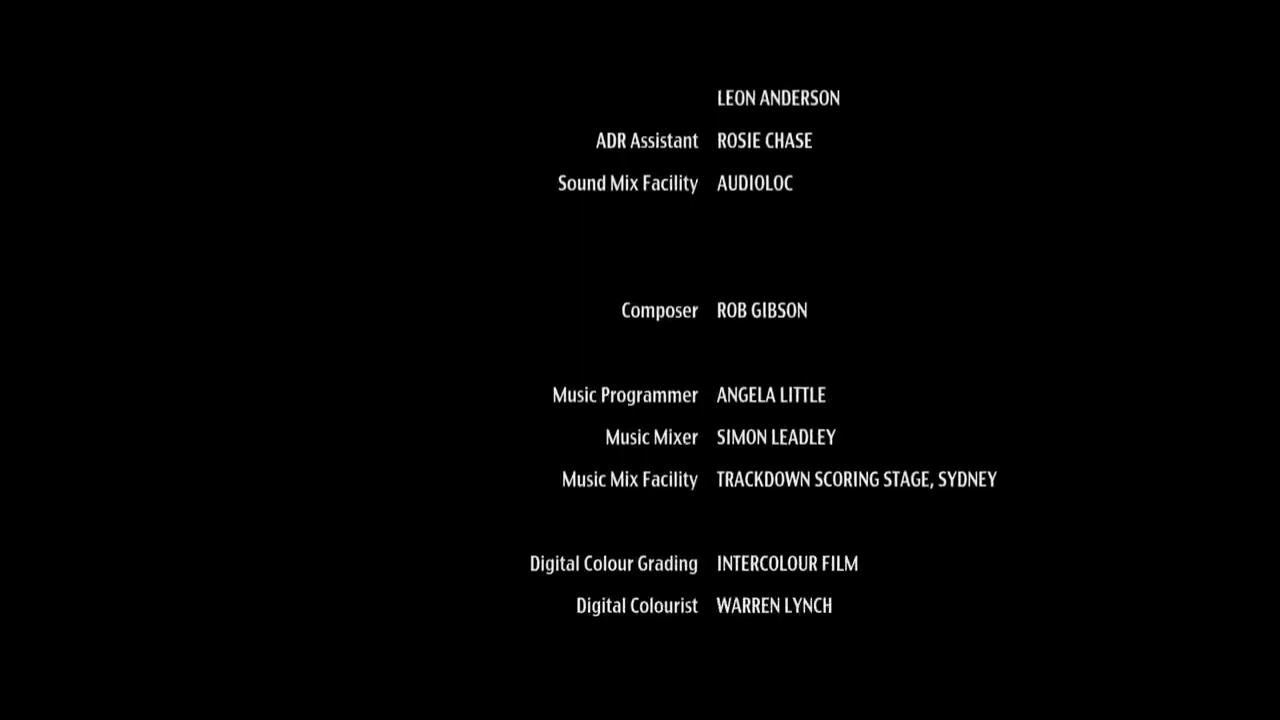 LEON ANDERSON
ADR Assistant ROSIE CHASE
Sound Mix Facility AUDIOLOC
Composer ROB GIBSON
Music Programmer ANGELA LITTLE
Music Mixer SIMON LEADLEY
Music Mix Facility TRACKDOWN SCORING STAGE, SYDNEY
Digital Colour Grading INTERCOLOUR FILM
Digital Colourist WARREN LYNCH